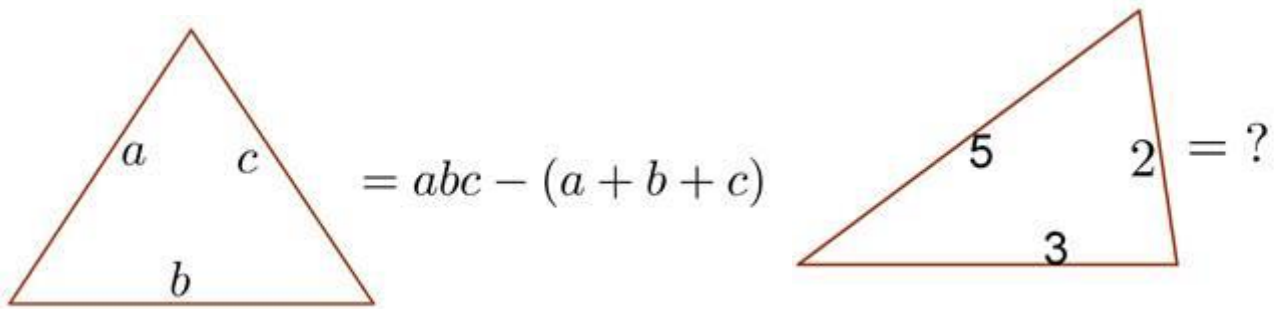 a c = abc − (a + b + c)
b
5 2 = ?
3